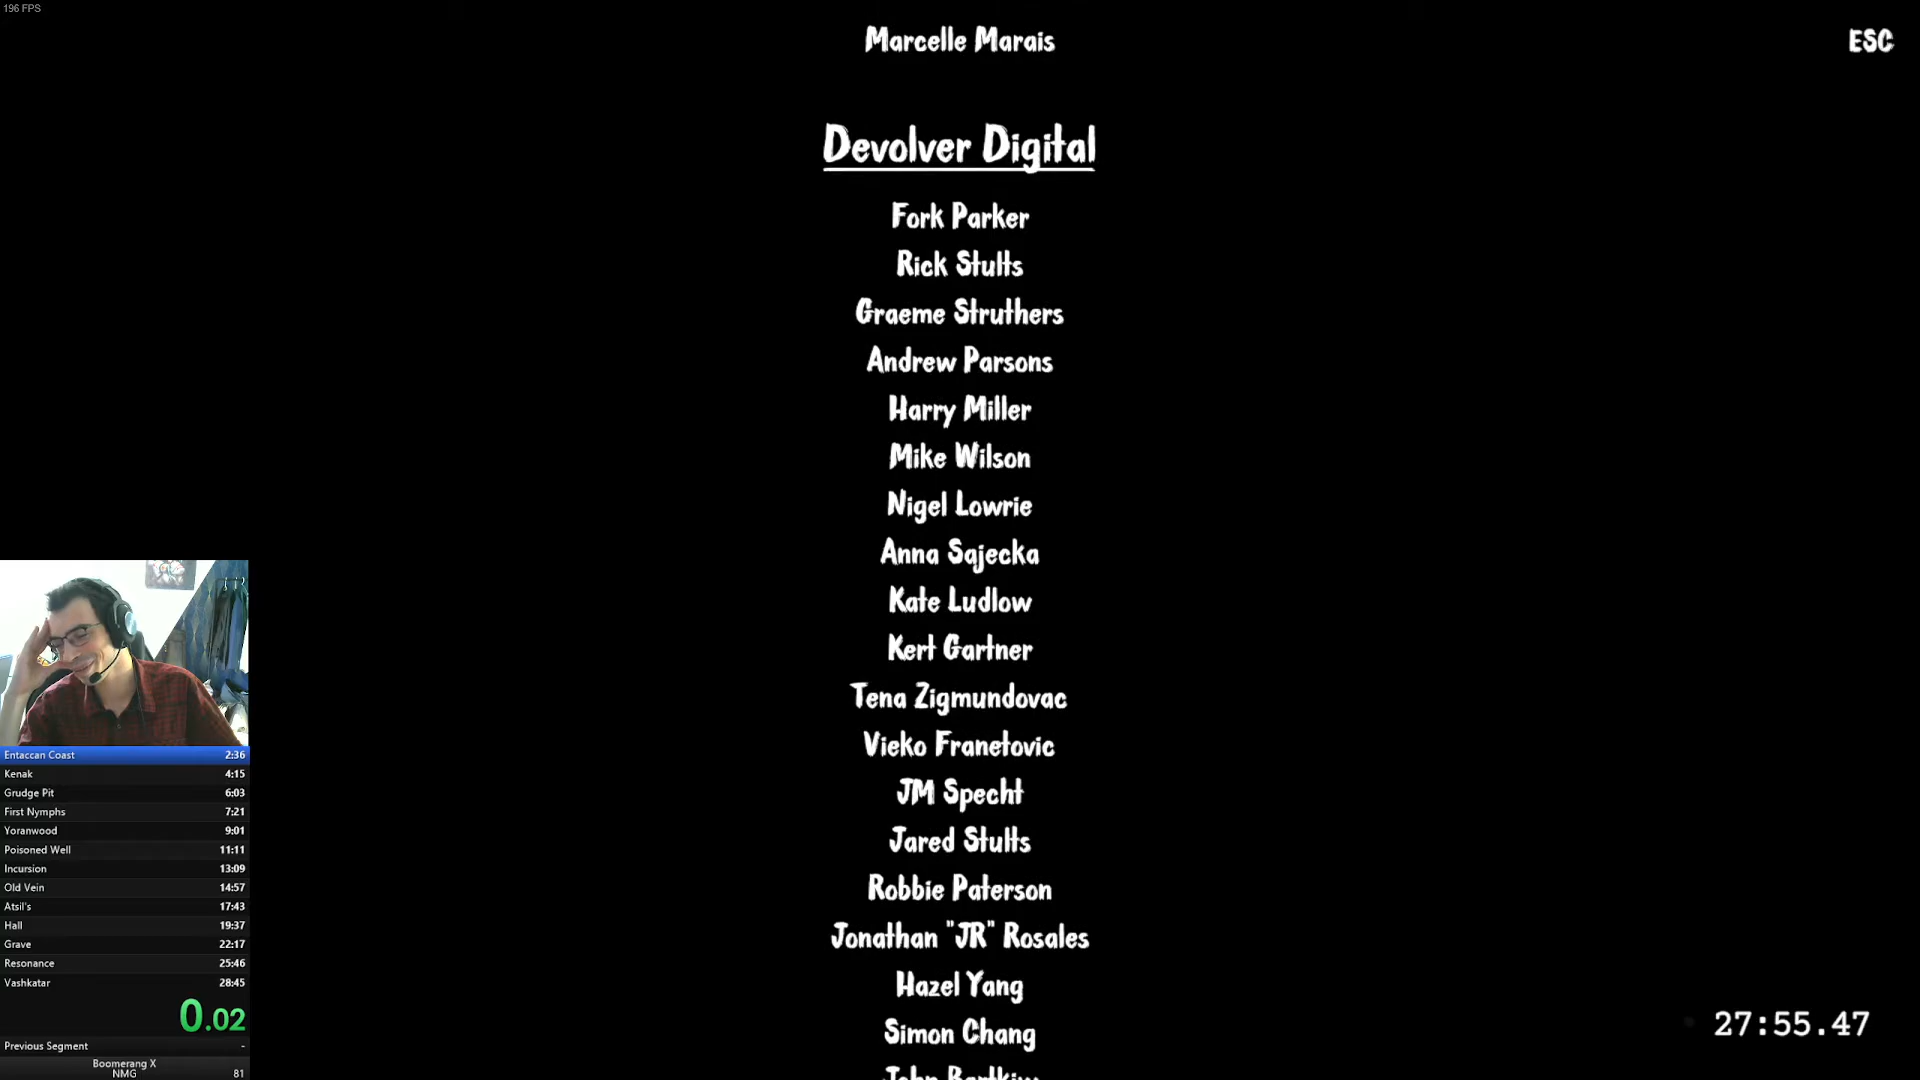 196 FPS
Marcelle Marais
ESC
Devolver Digital
Fork Parker
Rick Stults
Graeme Struthers
Andrew Parsons
Harry Miller
Mike Wilson
Nigel Lowrie
Anna Sajecka
Kate Ludlow
Kert Gartner
Tena Zigmundovac
Vieko Franetovic
JM Specht
Jared Stults
Robbie Paterson
Jonathan "JR" Rosales
Hazel Yang
Simon Chang
Entaccan Coast 2:36
Kenak 4:15
Grudge Pit 6:03
First Nymphs 7:21
Yoranwood 9:01
Poisoned Well 11:11
Incursion 13:09
Old Vein 14:57
Atsil's 17:43
Hall 19:37
Grave 22:17
Resonance 25:46
Vashkatar 28:45
0.02
Previous Segment -
Boomerang X
NMG 81
27:55.47